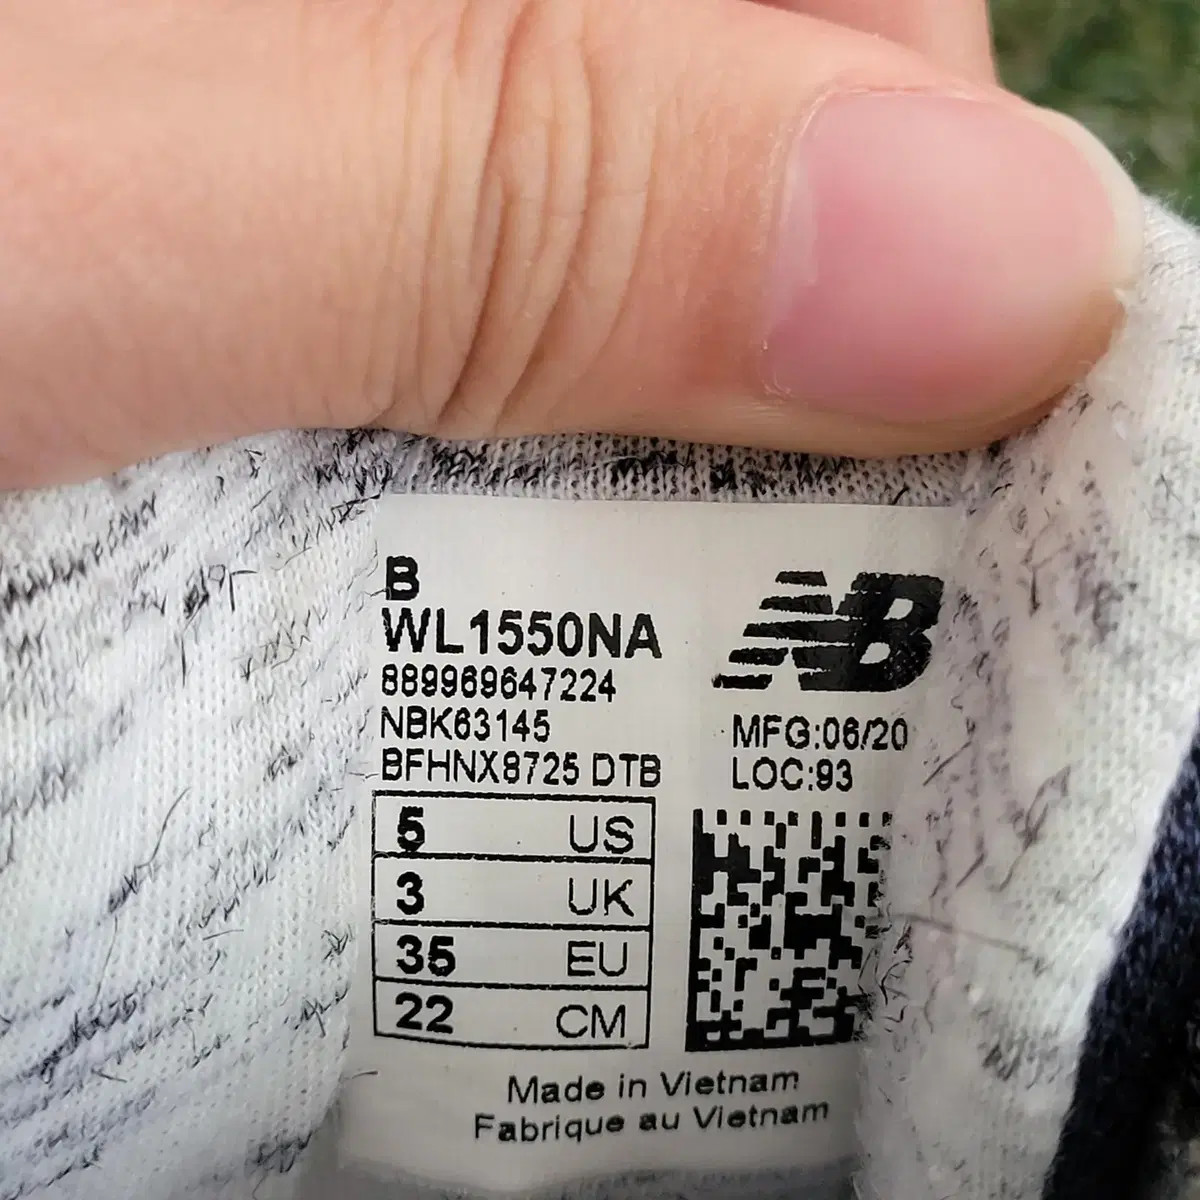 B
WL1550NA
889969647224
NBK63145
BFHNX8725 DTB
NB
MFG:06/20
LOC:93
5 US
3 UK
35 EU
22 CM
Made in Vietnam
Fabrique au Vietnam